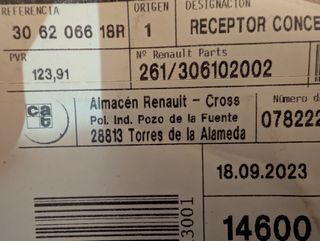 REFERENCIA ORIGEN DESIGNACIÓN
30 62 066 18R 1 RECEPTOR CONCE
PVR Nº Renault Parts
123,91 261/306102002
cat Almacén Renault - Cross Número d
Pol. Ind. Pozo de la Fuente 078222
28813 Torres de la Alameda
18.09.2023
3001
14600